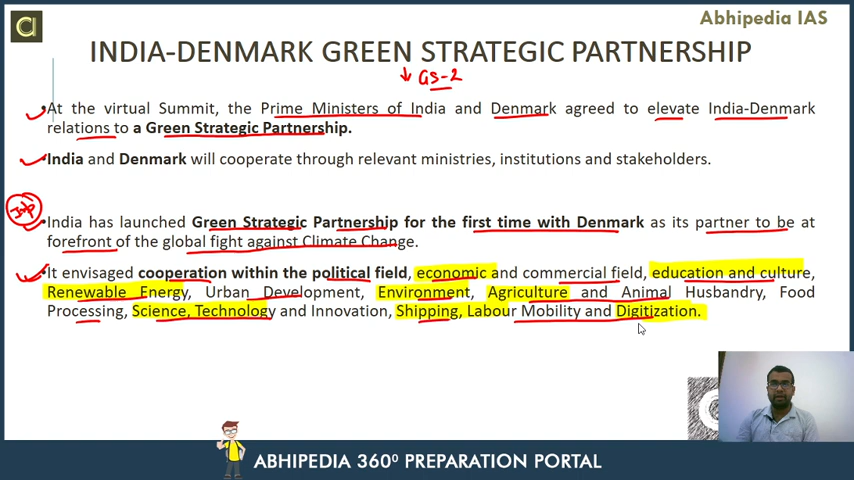 Abhipedia IAS
INDIA-DENMARK GREEN STRATEGIC PARTNERSHIP
GS-2
•At the virtual Summit, the Prime Ministers of India and Denmark agreed to elevate India-Denmark
relations to a Green Strategic Partnership.
•India and Denmark will cooperate through relevant ministries, institutions and stakeholders.
Imp
•India has launched Green Strategic Partnership for the first time with Denmark as its partner to be at
forefront of the global fight against Climate Change.
•It envisaged cooperation within the political field, economic and commercial field, education and culture,
Renewable Energy, Urban Development, Environment, Agriculture and Animal Husbandry, Food
Processing, Science, Technology and Innovation, Shipping, Labour Mobility and Digitization.
ABHIPEDIA 360⁰ PREPARATION PORTAL